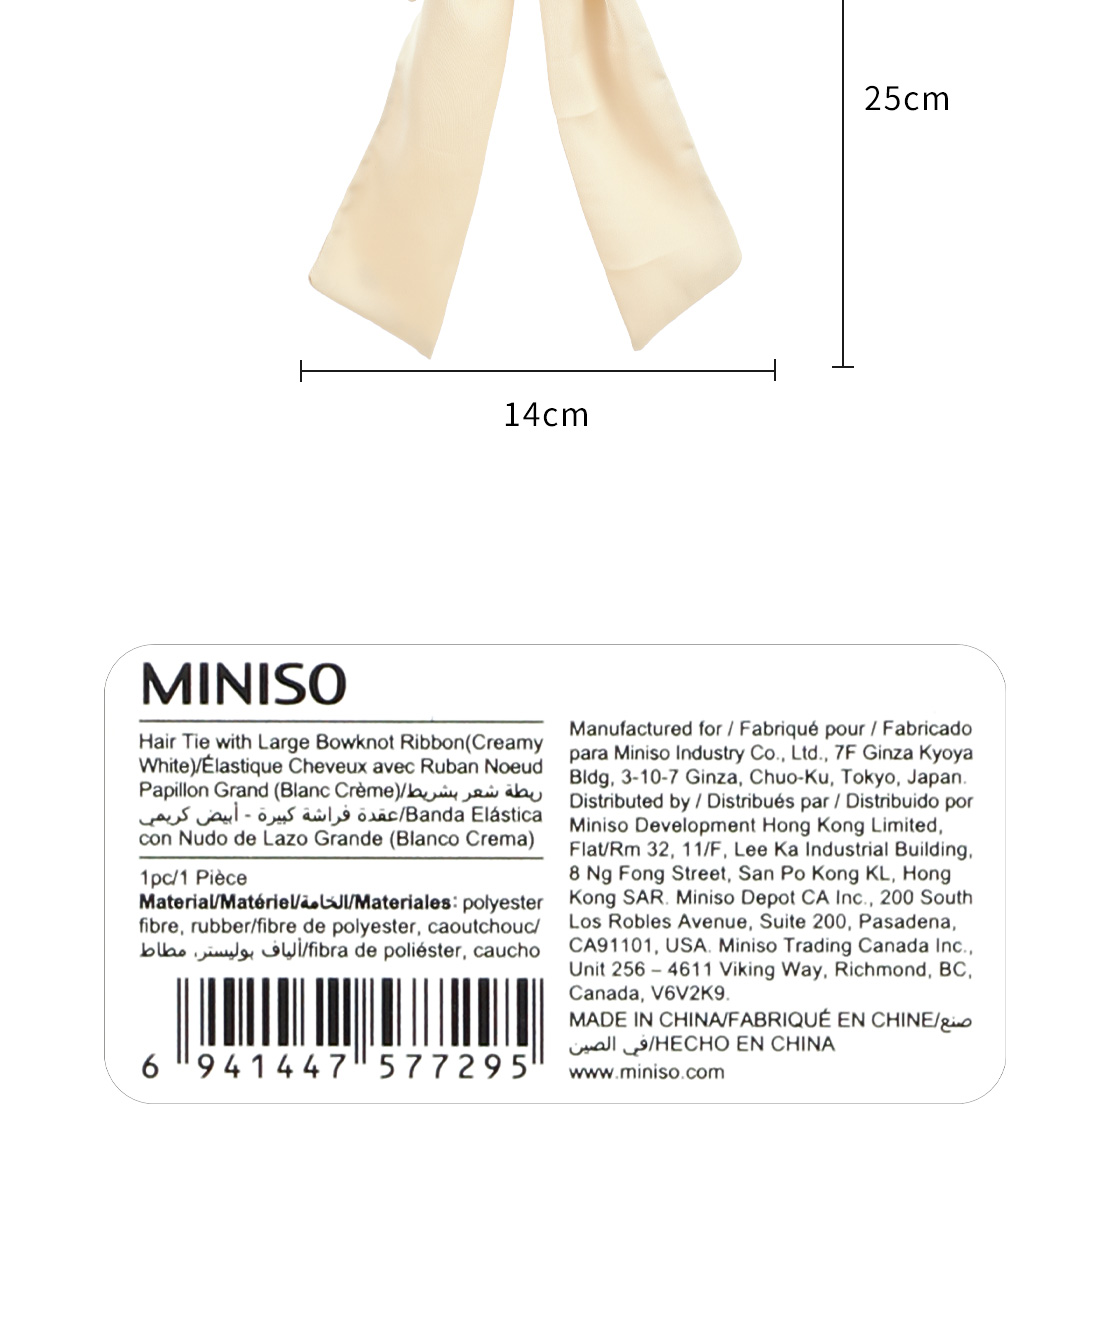 25cm
14cm
MINISO
Hair Tie with Large Bowknot Ribbon(Creamy
White)/Élastique Cheveux avec Ruban Noeud
Papillon Grand (Blanc Crème)/ربطة شعر بشريط
عقدة فراشة كبيرة - أبيض كريمي/Banda Elástica
con Nudo de Lazo Grande (Blanco Crema)
1pc/1 Pièce
Material/Matériel/الخامة/Materiales: polyester
fibre, rubber/fibre de polyester, caoutchouc/
ألياف بوليستر، مطاط/fibra de poliéster, caucho
6 941447 577295
Manufactured for / Fabriqué pour / Fabricado
para Miniso Industry Co., Ltd., 7F Ginza Kyoya
Bldg, 3-10-7 Ginza, Chuo-Ku, Tokyo, Japan.
Distributed by / Distribués par / Distribuido por
Miniso Development Hong Kong Limited,
Flat/Rm 32, 11/F, Lee Ka Industrial Building,
8 Ng Fong Street, San Po Kong KL, Hong
Kong SAR. Miniso Depot CA Inc., 200 South
Los Robles Avenue, Suite 200, Pasadena,
CA91101, USA. Miniso Trading Canada Inc.,
Unit 256 – 4611 Viking Way, Richmond, BC,
Canada, V6V2K9.
MADE IN CHINA/FABRIQUÉ EN CHINE/صنع
في الصين/HECHO EN CHINA
www.miniso.com